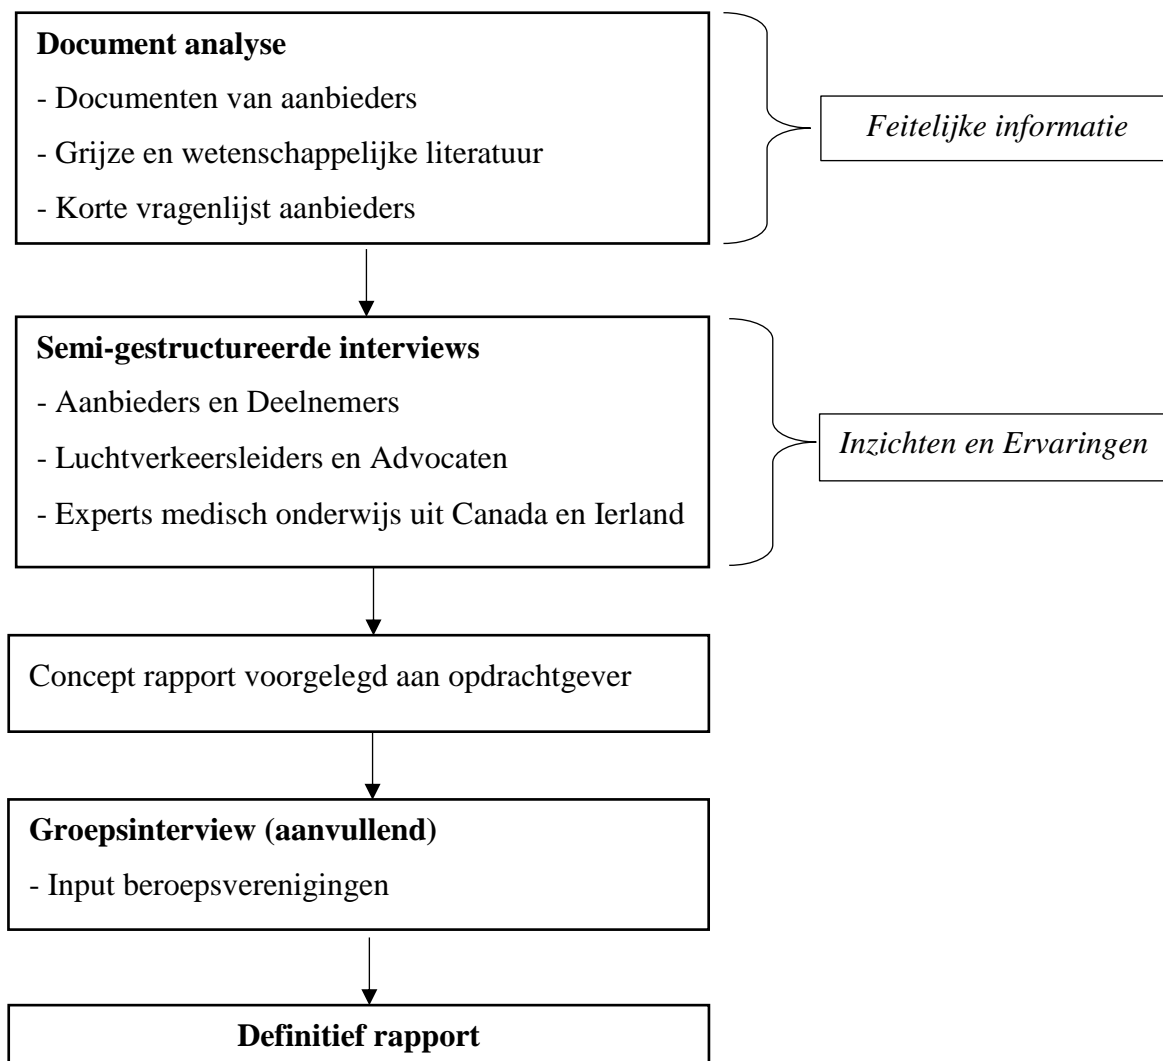 Document analyse
- Documenten van aanbieders
- Grijze en wetenschappelijke literatuur
- Korte vragenlijst aanbieders
Feitelijke informatie
Semi-gestructureerde interviews
- Aanbieders en Deelnemers
- Luchtverkeersleiders en Advocaten
- Experts medisch onderwijs uit Canada en Ierland
Inzichten en Ervaringen
Concept rapport voorgelegd aan opdrachtgever
Groepsinterview (aanvullend)
- Input beroepsverenigingen
Definitief rapport